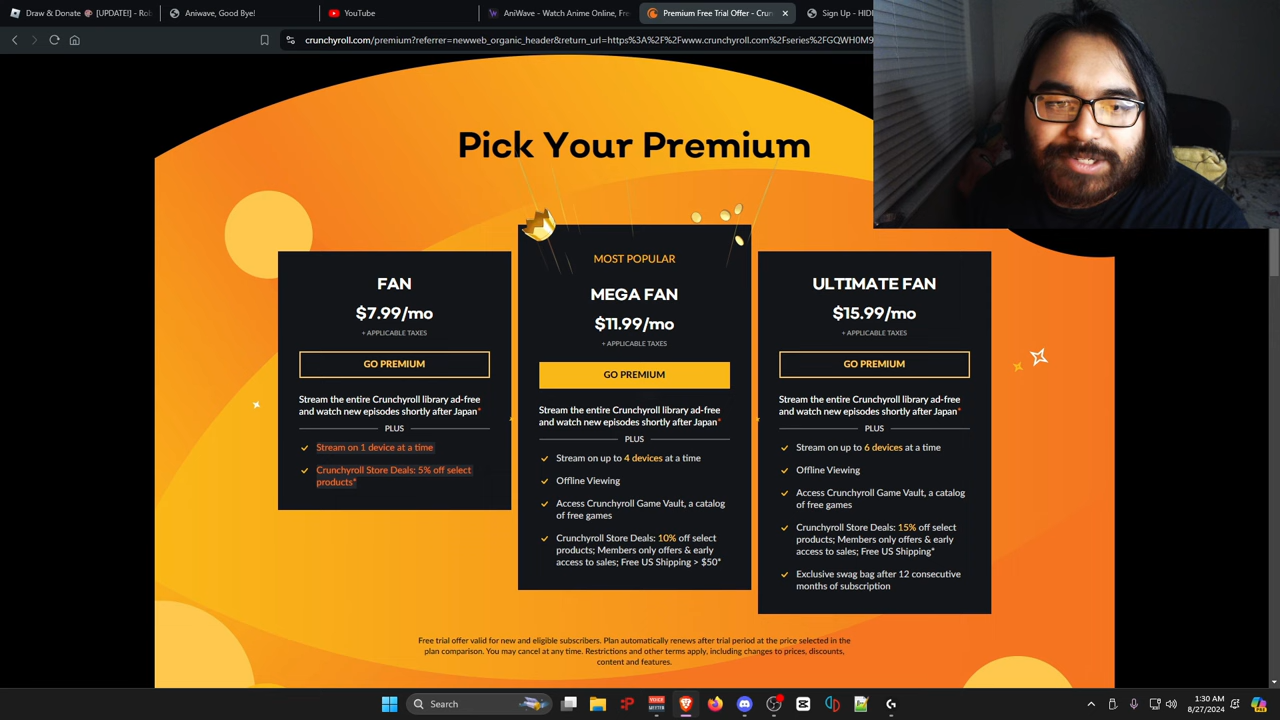 Draw & Donate 🎯 [UPDATE!] - Rob
Aniwave, Good Bye!
YouTube
AniWave - Watch Anime Online, Fre
Premium Free Trial Offer - Crun
Sign Up - HIDI
crunchyroll.com/premium?referrer=newweb_organic_header&return_url=https%3A%2F%2Fwww.crunchyroll.com%2Fseries%2FGQWH0M9
Pick Your Premium
FAN
$7.99/mo
+ APPLICABLE TAXES
GO PREMIUM
Stream the entire Crunchyroll library ad-free
and watch new episodes shortly after Japan*
PLUS
Stream on 1 device at a time
Crunchyroll Store Deals: 5% off select
products*
MOST POPULAR
MEGA FAN
$11.99/mo
+ APPLICABLE TAXES
GO PREMIUM
Stream the entire Crunchyroll library ad-free
and watch new episodes shortly after Japan*
PLUS
Stream on up to 4 devices at a time
Offline Viewing
Access Crunchyroll Game Vault, a catalog
of free games
Crunchyroll Store Deals: 10% off select
products; Members only offers & early
access to sales; Free US Shipping > $50*
ULTIMATE FAN
$15.99/mo
+ APPLICABLE TAXES
GO PREMIUM
Stream the entire Crunchyroll library ad-free
and watch new episodes shortly after Japan*
PLUS
Stream on up to 6 devices at a time
Offline Viewing
Access Crunchyroll Game Vault, a catalog
of free games
Crunchyroll Store Deals: 15% off select
products; Members only offers & early
access to sales; Free US Shipping*
Exclusive swag bag after 12 consecutive
months of subscription
Free trial offer valid for new and eligible subscribers. Plan automatically renews after trial period at the price selected in the
plan comparison. You may cancel at any time. Restrictions and other terms apply, including changes to prices, discounts,
content and features.
Search
1:30 AM
8/27/2024